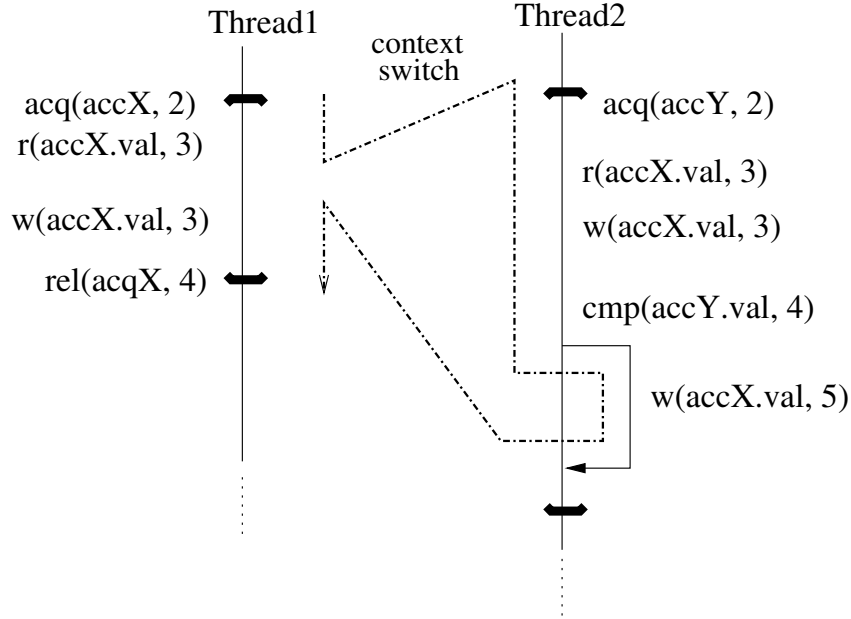 Thread1
Thread2
context
switch
acq(accX, 2)
r(accX.val, 3)
w(accX.val, 3)
rel(acqX, 4)
acq(accY, 2)
r(accX.val, 3)
w(accX.val, 3)
cmp(accY.val, 4)
w(accX.val, 5)